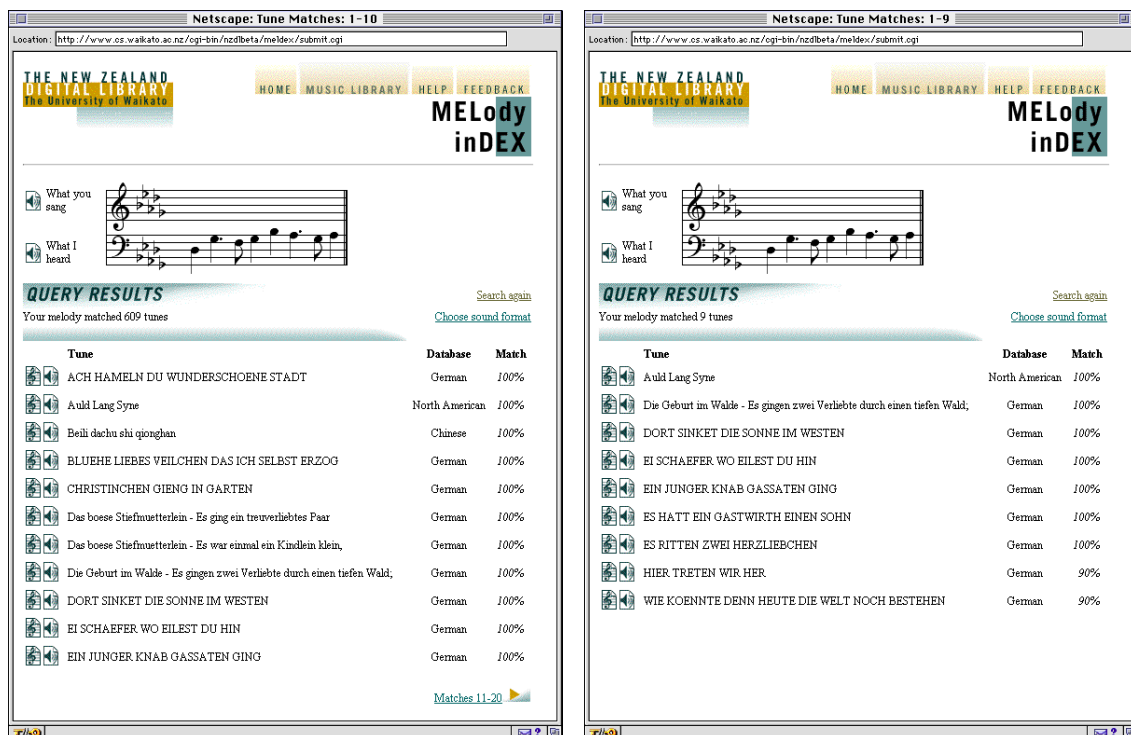 Netscape: Tune Matches: 1-10
Location: http://www.cs.waikato.ac.nz/cgi-bin/nzdlbeta/meldex/submit.cgi
THE NEW ZEALAND
DIGITAL LIBRARY
The University of Waikato
HOME MUSIC LIBRARY HELP FEEDBACK
MELody
inDEX
What you
sang
What I
heard
QUERY RESULTS
Search again
Your melody matched 609 tunes
Choose sound format
Tune Database Match
ACH HAMELN DU WUNDERSCHOENE STADT German 100%
Auld Lang Syne North American 100%
Beili dachu shi qionghan Chinese 100%
BLUEHE LIEBES VEILCHEN DAS ICH SELBST ERZOG German 100%
CHRISTINCHEN GIENG IN GARTEN German 100%
Das boese Stiefmuetterlein - Es ging ein treuverliebtes Paar German 100%
Das boese Stiefmuetterlein - Es war einmal ein Kindlein klein, German 100%
Die Geburt im Walde - Es gingen zwei Verliebte durch einen tiefen Wald; German 100%
DORT SINKET DIE SONNE IM WESTEN German 100%
EI SCHAEFER WO EILEST DU HIN German 100%
EIN JUNGER KNAB GASSATEN GING German 100%
Matches 11-20
Netscape: Tune Matches: 1-9
Location: http://www.cs.waikato.ac.nz/cgi-bin/nzdlbeta/meldex/submit.cgi
THE NEW ZEALAND
DIGITAL LIBRARY
The University of Waikato
HOME MUSIC LIBRARY HELP FEEDBACK
MELody
inDEX
What you
sang
What I
heard
QUERY RESULTS
Search again
Your melody matched 9 tunes
Choose sound format
Tune Database Match
Auld Lang Syne North American 100%
Die Geburt im Walde - Es gingen zwei Verliebte durch einen tiefen Wald; German 100%
DORT SINKET DIE SONNE IM WESTEN German 100%
EI SCHAEFER WO EILEST DU HIN German 100%
EIN JUNGER KNAB GASSATEN GING German 100%
ES HATT EIN GASTWIRTH EINEN SOHN German 100%
ES RITTEN ZWEI HERZLIEBCHEN German 100%
HIER TRETEN WIR HER German 90%
WIE KOENNTE DENN HEUTE DIE WELT NOCH BESTEHEN German 90%